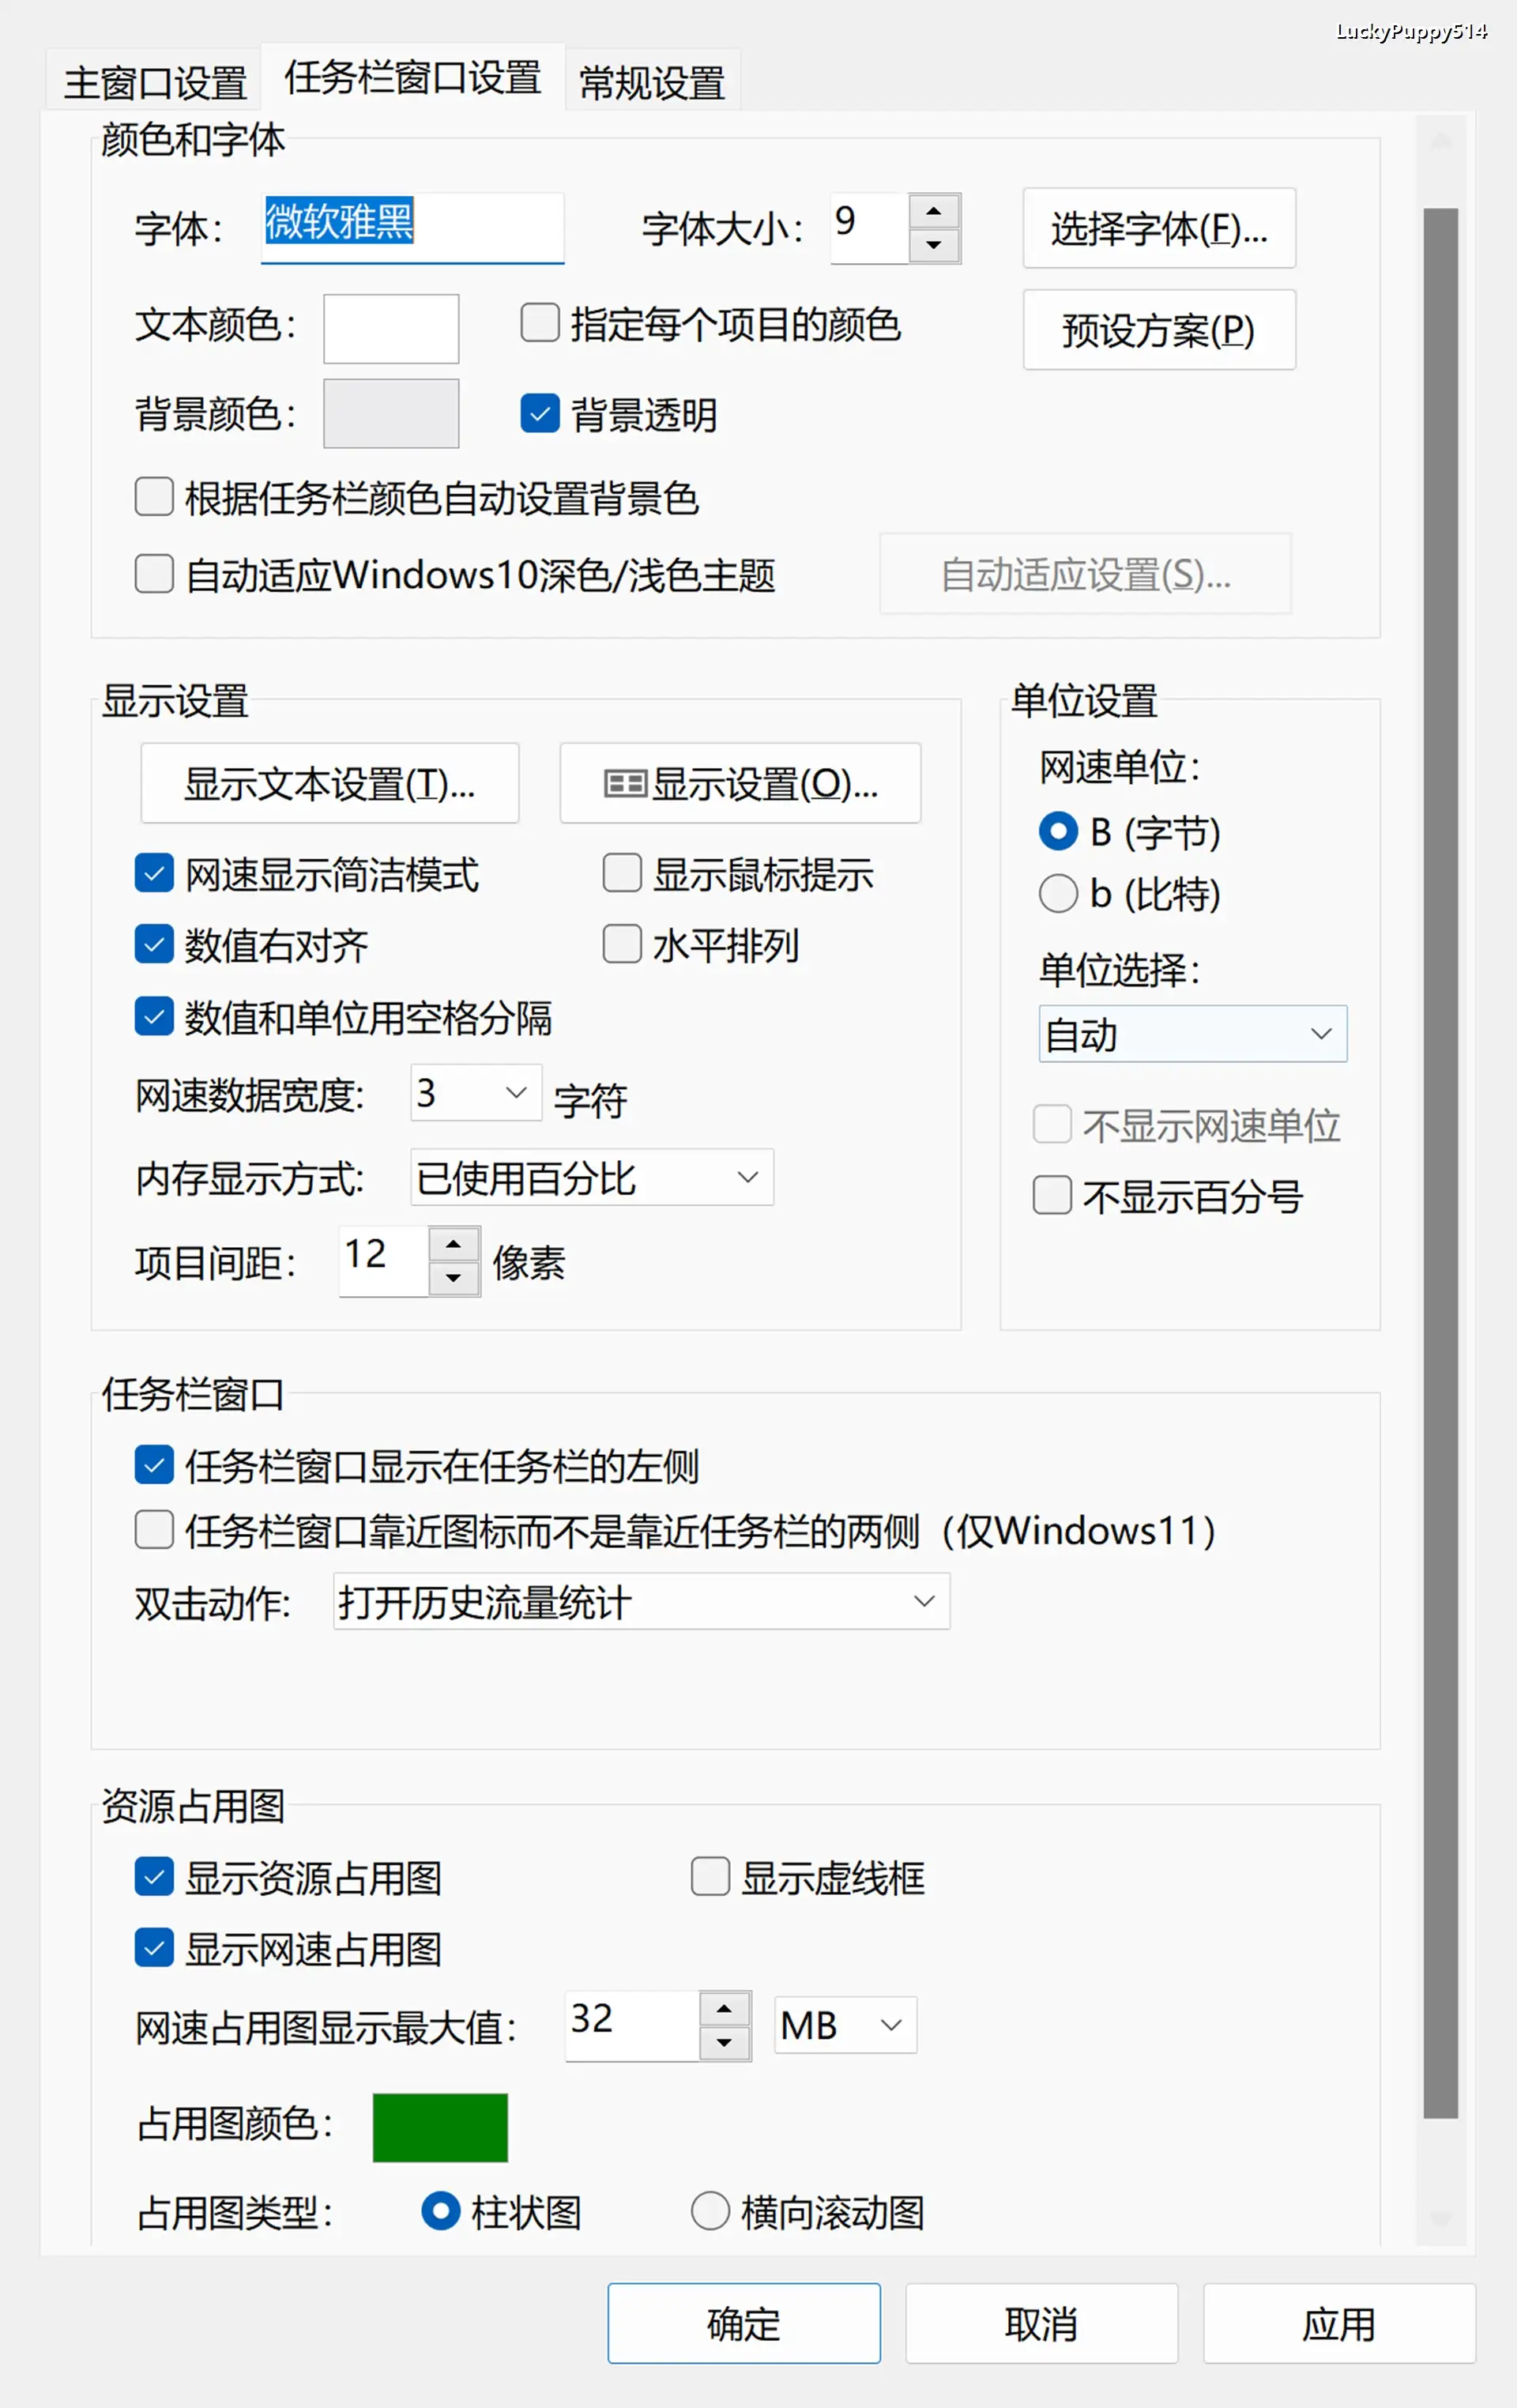 LuckyPuppy514
主窗口设置 任务栏窗口设置 常规设置
颜色和字体
字体： 微软雅黑 字体大小： 9 选择字体(F)...
文本颜色： 指定每个项目的颜色 预设方案(P)
背景颜色： 背景透明
根据任务栏颜色自动设置背景色
自动适应Windows10深色/浅色主题 自动适应设置(S)...
显示设置
显示文本设置(T)... 显示设置(O)...
网速显示简洁模式 显示鼠标提示
数值右对齐 水平排列
数值和单位用空格分隔
网速数据宽度: 3 字符
内存显示方式: 已使用百分比
项目间距： 12 像素
单位设置
网速单位：
B (字节)
b (比特)
单位选择：
自动
不显示网速单位
不显示百分号
任务栏窗口
任务栏窗口显示在任务栏的左侧
任务栏窗口靠近图标而不是靠近任务栏的两侧（仅Windows11）
双击动作: 打开历史流量统计
资源占用图
显示资源占用图 显示虚线框
显示网速占用图
网速占用图显示最大值： 32 MB
占用图颜色：
占用图类型： 柱状图 横向滚动图
确定 取消 应用